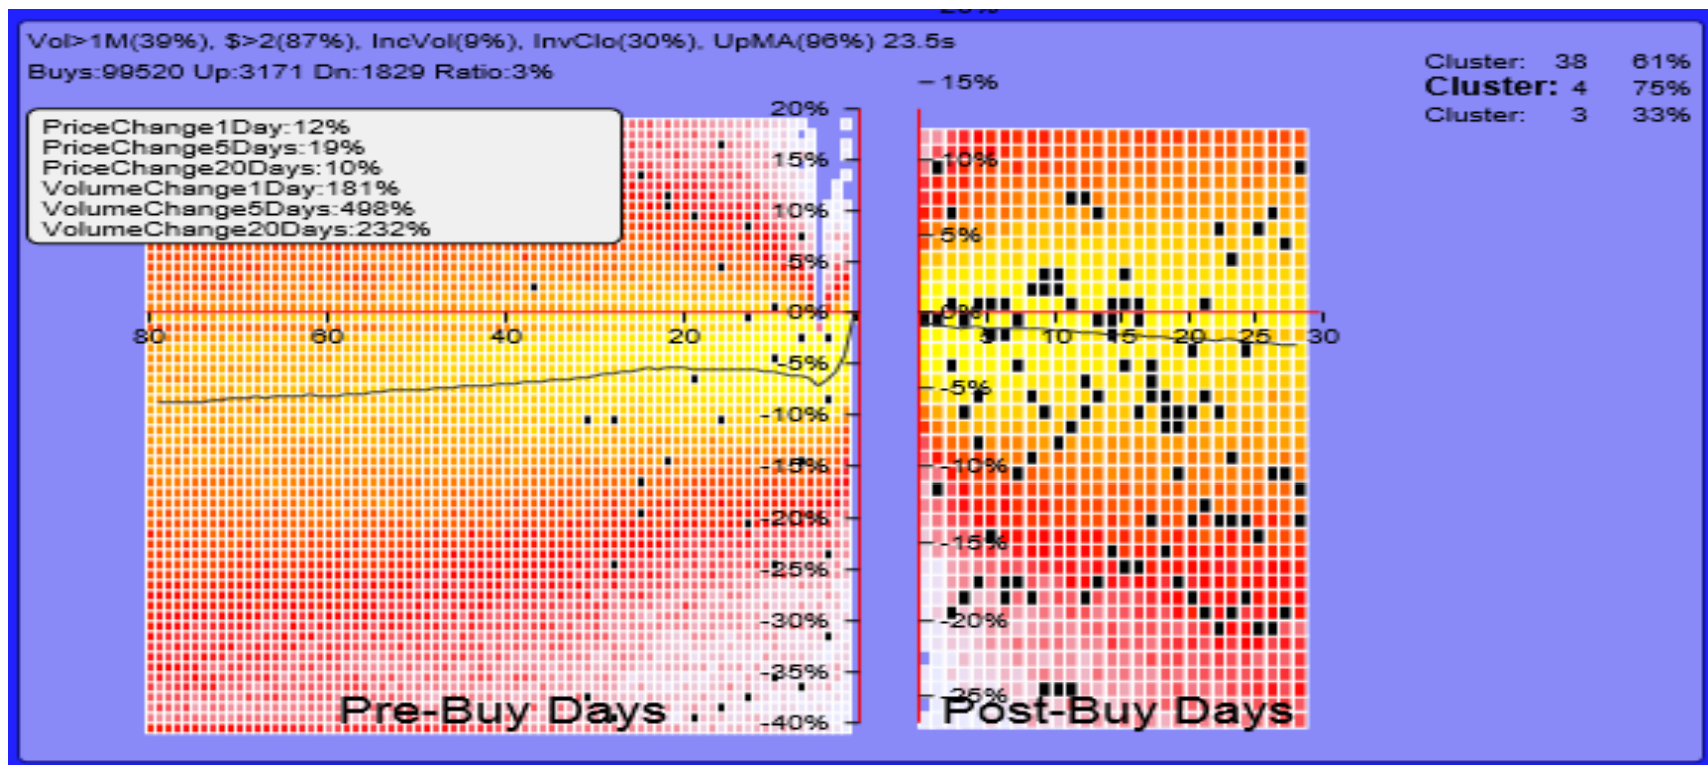 Vol>1M(39%), $>2(87%), IncVol(9%), InvClo(30%), UpMA(96%) 23.5s
Buys:99520 Up:3171 Dn:1829 Ratio:3%
Cluster: 38 61%
Cluster: 4 75%
Cluster: 3 33%
PriceChange1Day:12%
PriceChange5Days:19%
PriceChange20Days:10%
VolumeChange1Day:181%
VolumeChange5Days:498%
VolumeChange20Days:232%
20%
15%
10%
5%
0%
-5%
-10%
-15%
-20%
-25%
-30%
-35%
-40%
80 60 40 20
Pre-Buy Days
15%
10%
5%
0%
-5%
-10%
-15%
-20%
-25%
5 10 15 20 25 30
Post-Buy Days